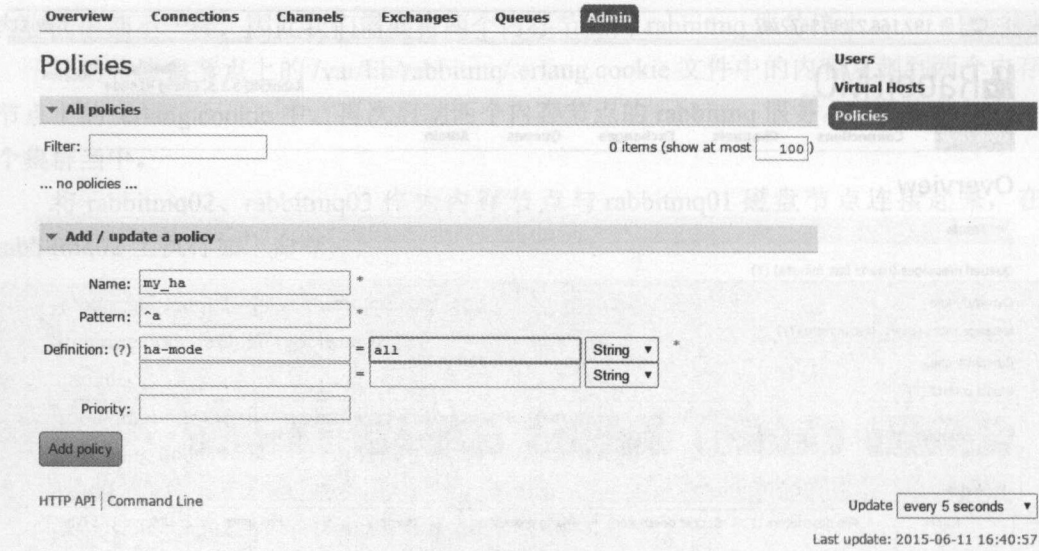 Overview Connections Channels Exchanges Queues Admin
Policies
Users
Virtual Hosts
Policies
▼ All policies
Filter:
0 items (show at most 100 )
... no policies ...
▼ Add / update a policy
Name: my_ha *
Pattern: ^a *
Definition: (?) ha-mode = all String ▼ *
= String ▼
Priority:
Add policy
HTTP API Command Line
Update every 5 seconds ▼
Last update: 2015-06-11 16:40:57